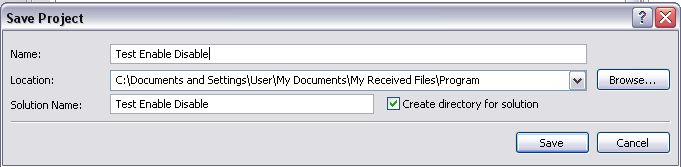 Save Project
Name: Test Enable Disable
Location: C:\Documents and Settings\User\My Documents\My Received Files\Program Browse...
Solution Name: Test Enable Disable Create directory for solution
Save Cancel